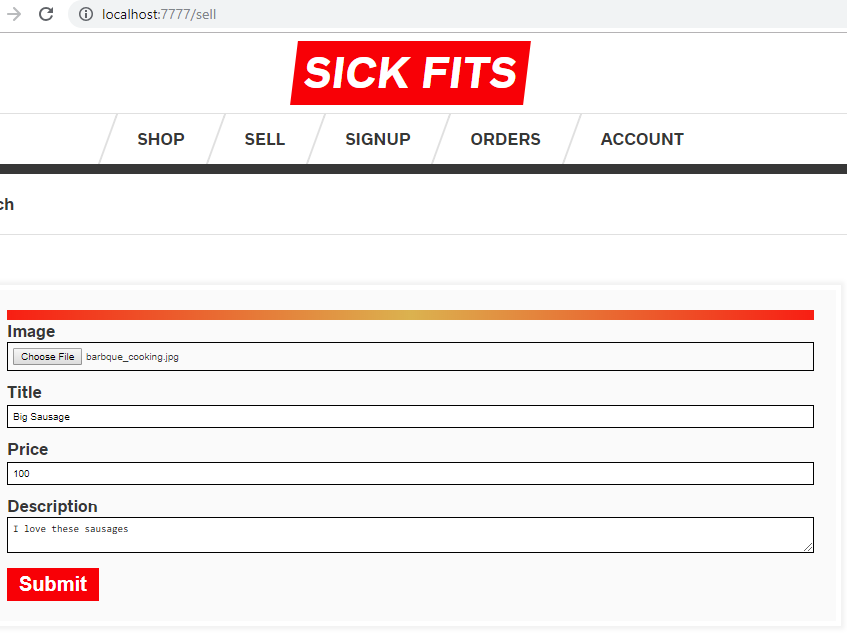 localhost:7777/sell
SICK FITS
SHOP SELL SIGNUP ORDERS ACCOUNT
ch
Image
Choose File barbque_cooking.jpg
Title
Big Sausage
Price
100
Description
I love these sausages
Submit